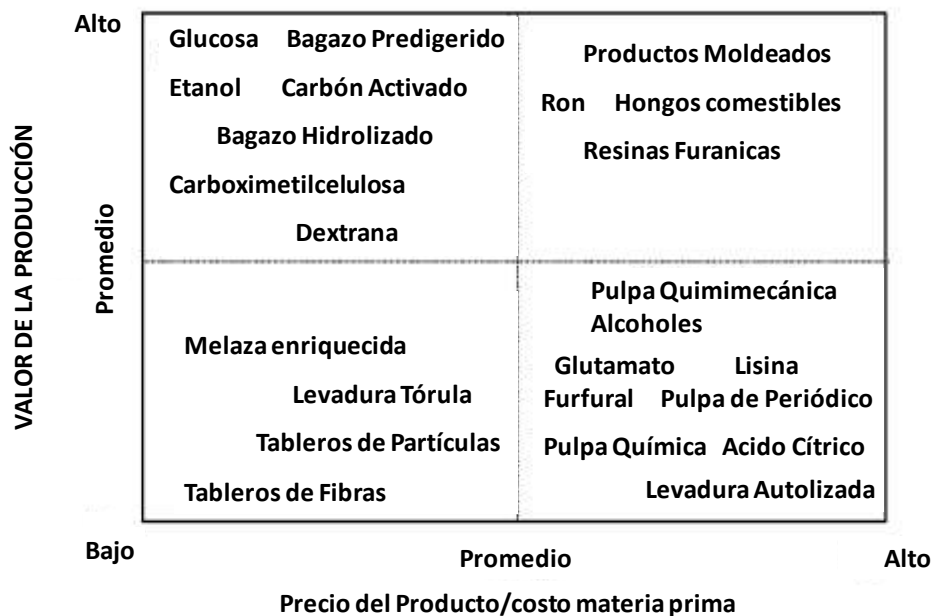 Alto
Glucosa Bagazo Predigerido
Etanol Carbón Activado
Bagazo Hidrolizado
Carboximetilcelulosa
Dextrana
Productos Moldeados
Ron Hongos comestibles
Resinas Furanicas
VALOR DE LA PRODUCCIÓN
Promedio
Melaza enriquecida
Levadura Tórula
Tableros de Partículas
Tableros de Fibras
Pulpa Quimimecánica
Alcoholes
Glutamato Lisina
Furfural Pulpa de Periódico
Pulpa Química Acido Cítrico
Levadura Autolizada
Bajo Promedio Alto
Precio del Producto/costo materia prima